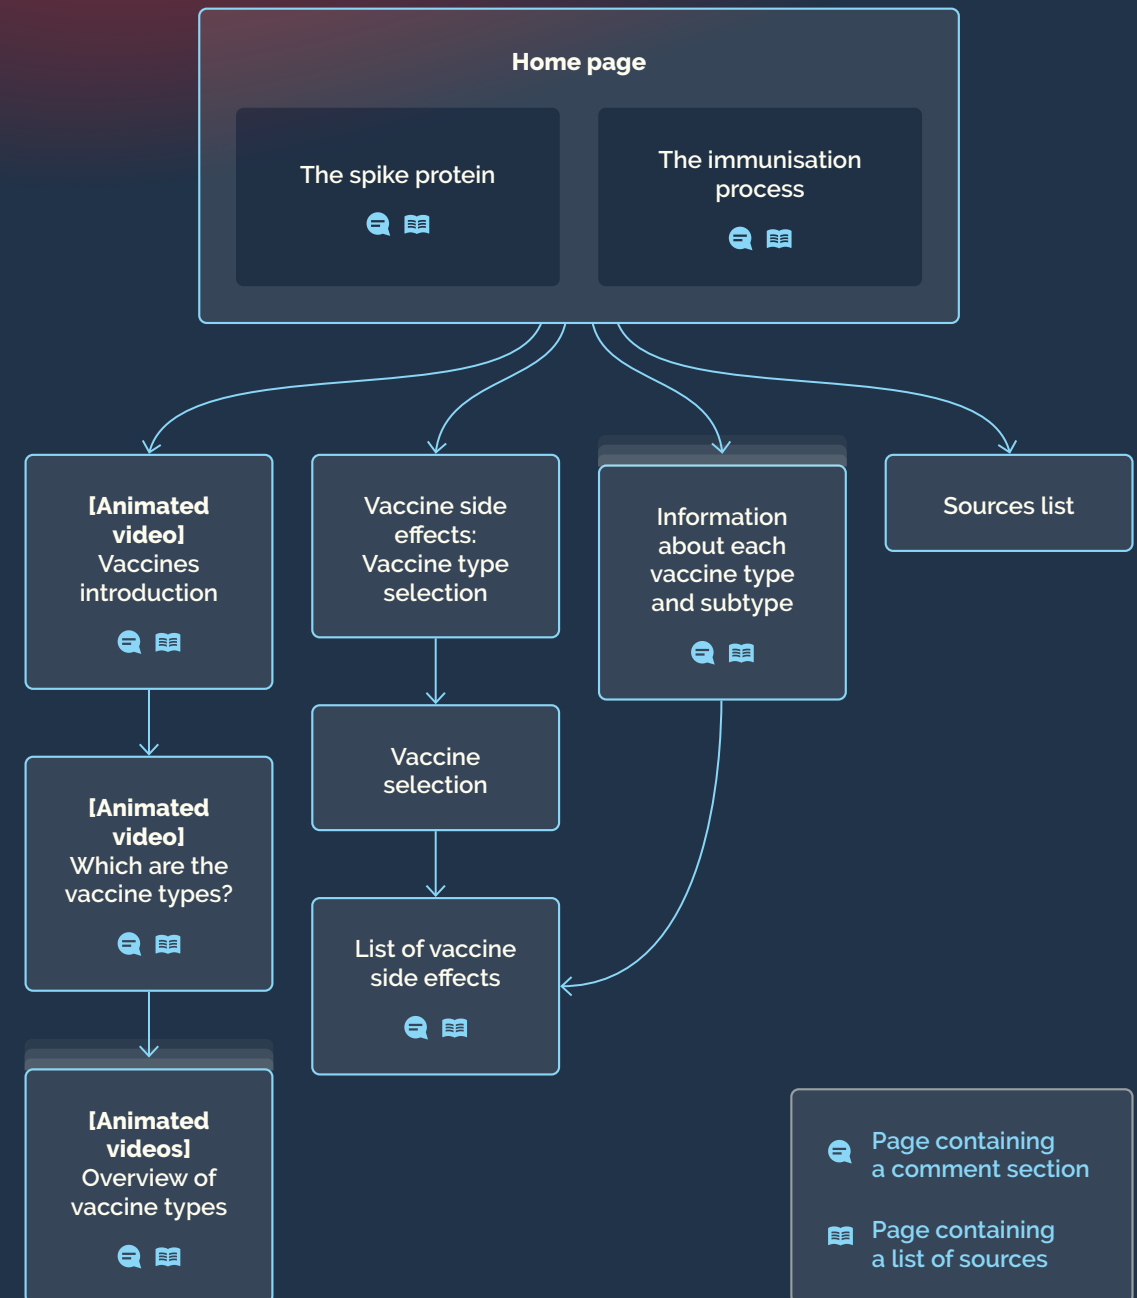 Home page
The spike protein
The immunisation
process
[Animated
video]
Vaccines
introduction
Vaccine side
effects:
Vaccine type
selection
Information
about each
vaccine type
and subtype
Sources list
Vaccine
selection
[Animated
video]
Which are the
vaccine types?
List of vaccine
side effects
[Animated
videos]
Overview of
vaccine types
Page containing
a comment section
Page containing
a list of sources